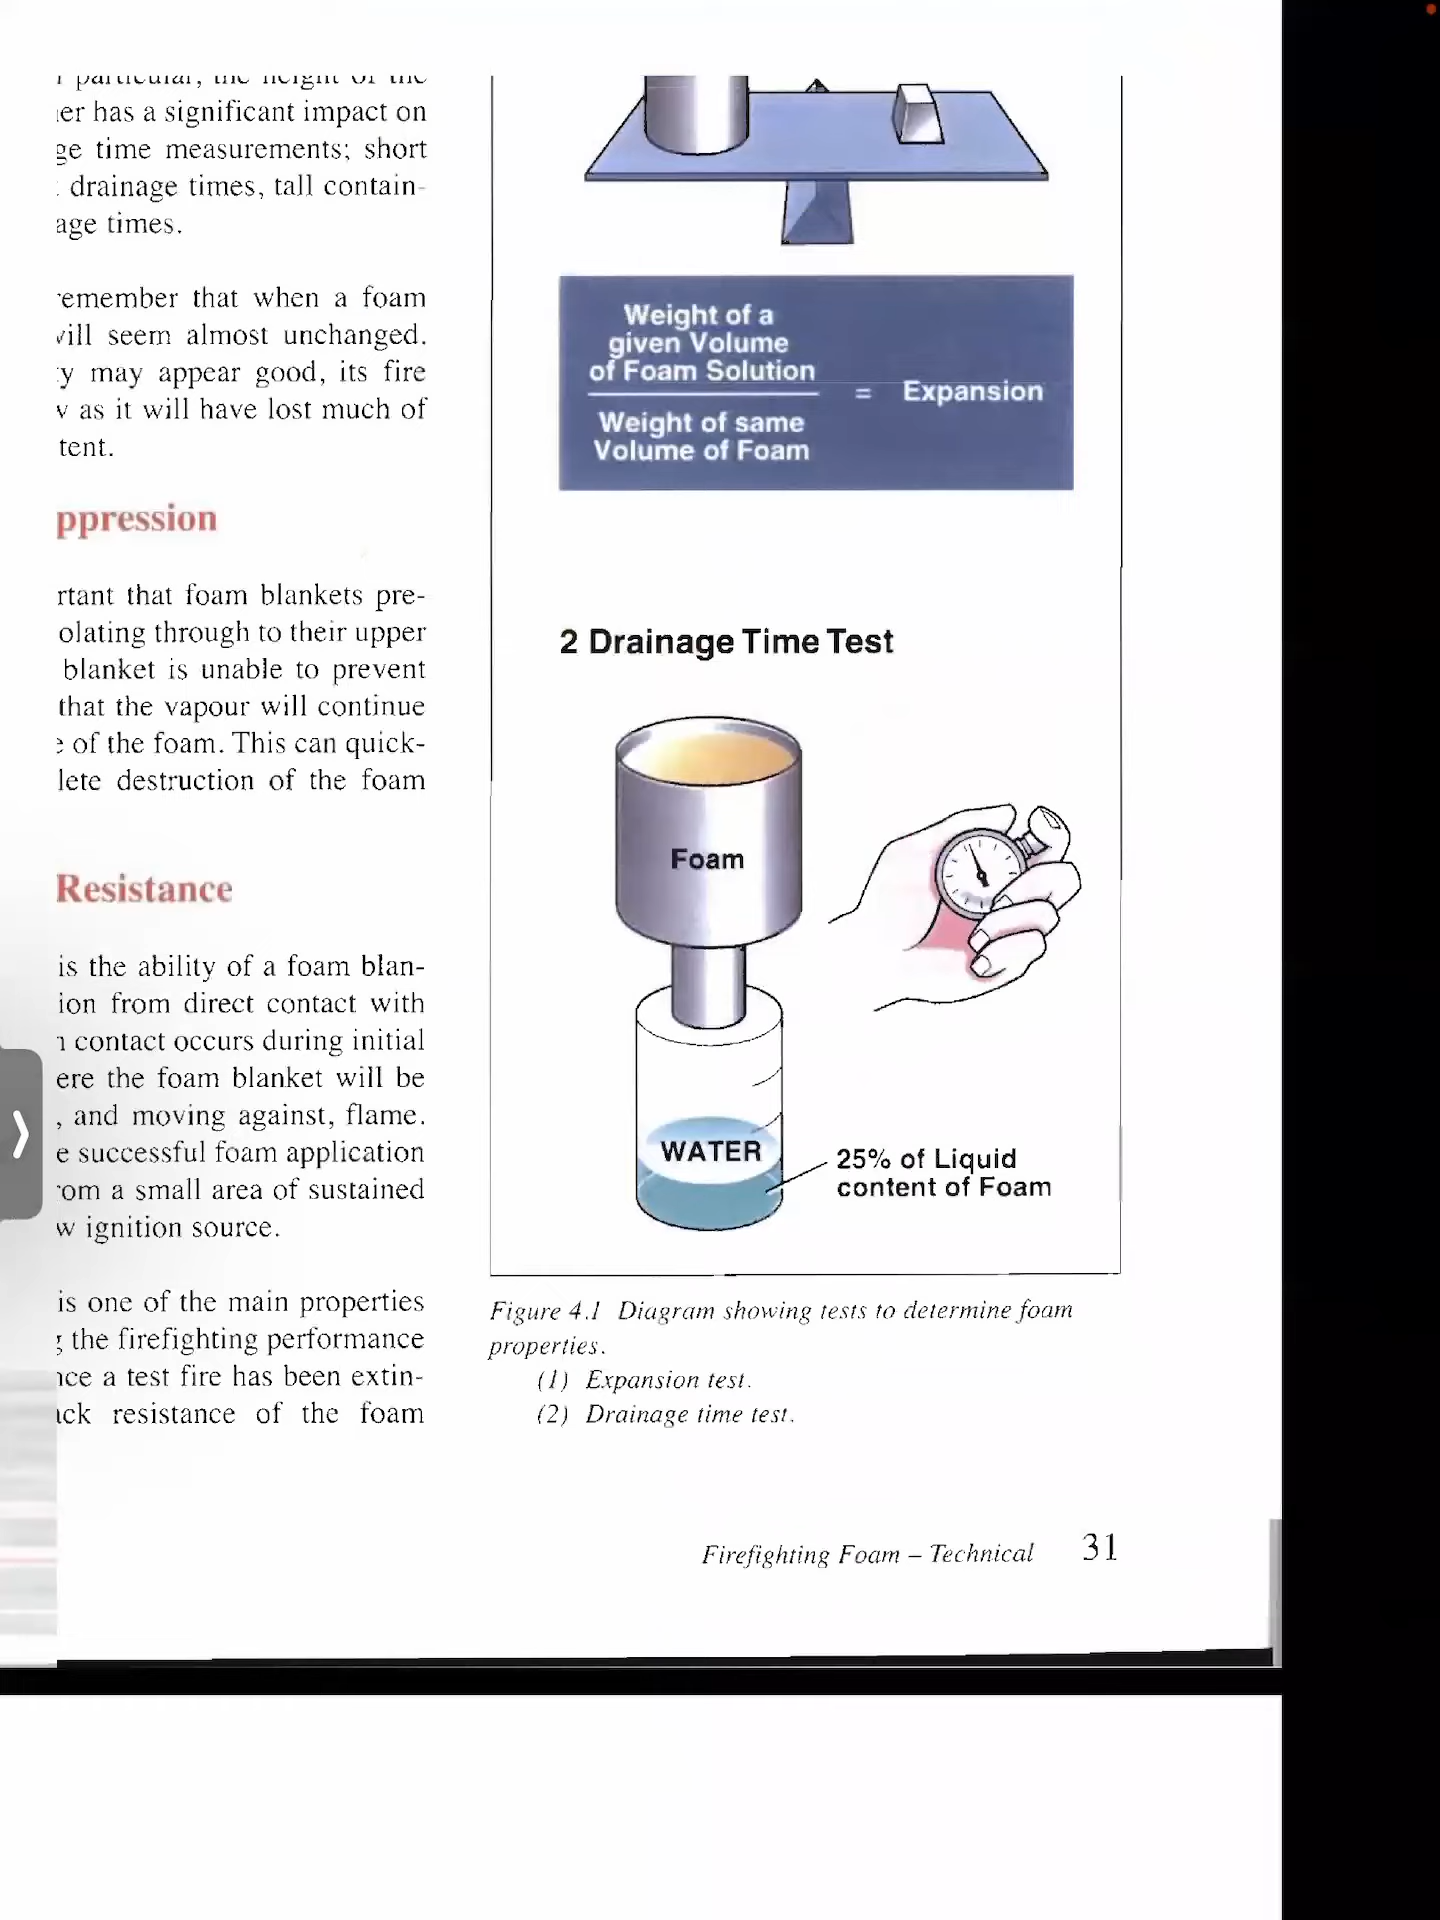 er has a significant impact on
ge time measurements; short
drainage times, tall contain-
age times.
remember that when a foam
will seem almost unchanged.
y may appear good, its fire
as it will have lost much of
tent.
ppression
rtant that foam blankets pre-
olating through to their upper
blanket is unable to prevent
that the vapour will continue
of the foam. This can quick-
lete destruction of the foam
Resistance
is the ability of a foam blan-
ion from direct contact with
contact occurs during initial
ere the foam blanket will be
, and moving against, flame.
e successful foam application
om a small area of sustained
w ignition source.
is one of the main properties
the firefighting performance
nce a test fire has been extin-
ck resistance of the foam
Weight of a
given Volume
of Foam Solution
= Expansion
Weight of same
Volume of Foam
2 Drainage Time Test
Foam
WATER
25% of Liquid
content of Foam
Figure 4.1 Diagram showing tests to determine foam
properties.
(1) Expansion test.
(2) Drainage time test.
Firefighting Foam – Technical 31